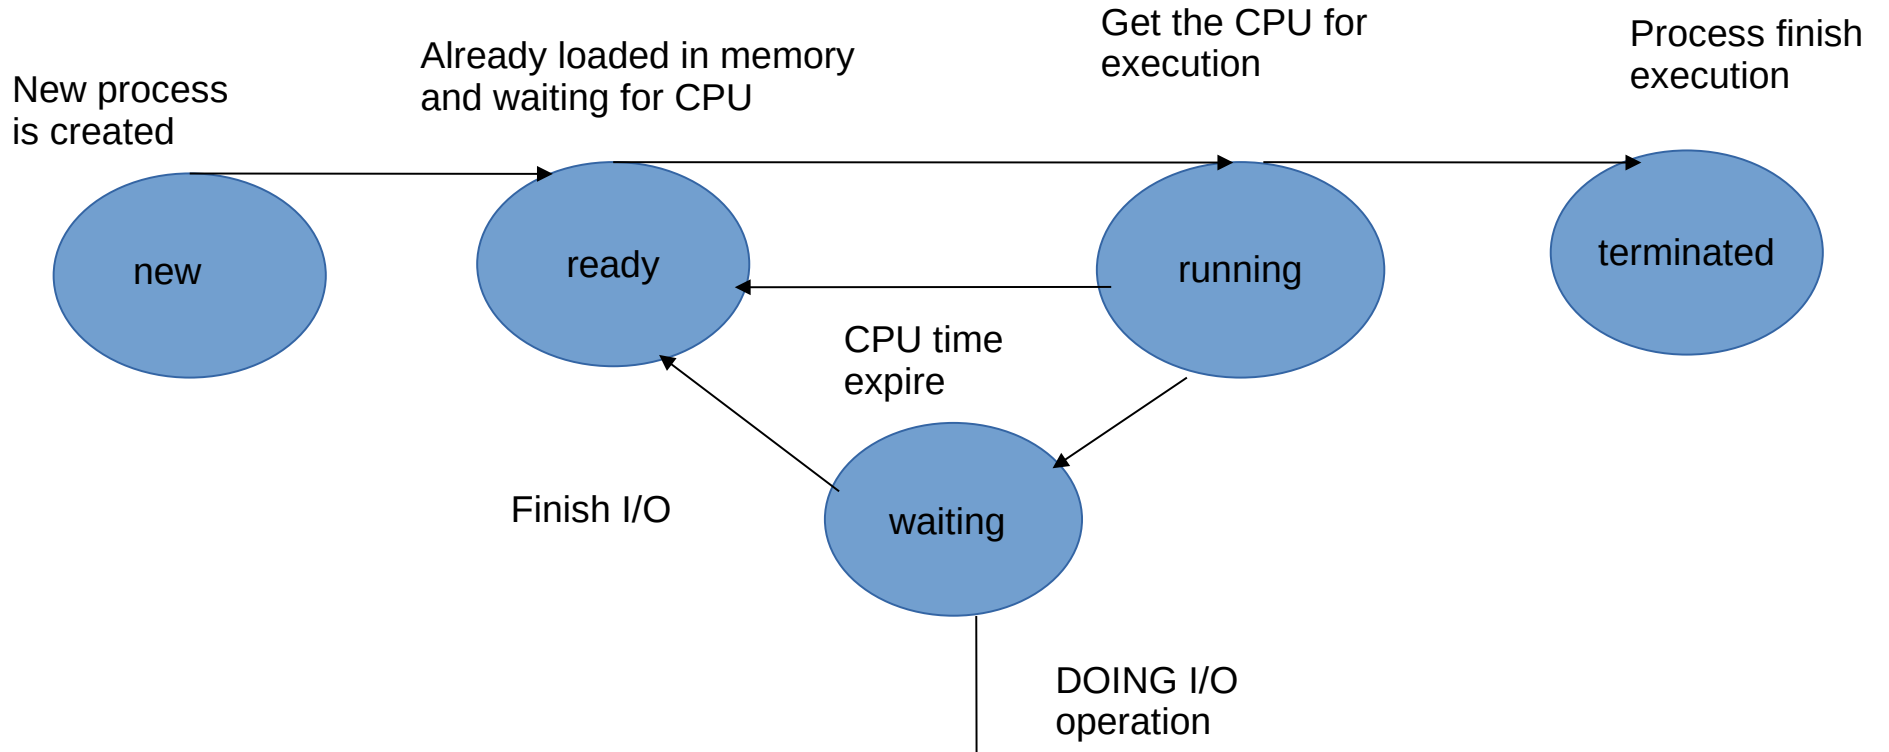 New process
is created
Already loaded in memory
and waiting for CPU
Get the CPU for
execution
Process finish
execution
new
ready
running
terminated
CPU time
expire
Finish I/O
waiting
DOING I/O
operation